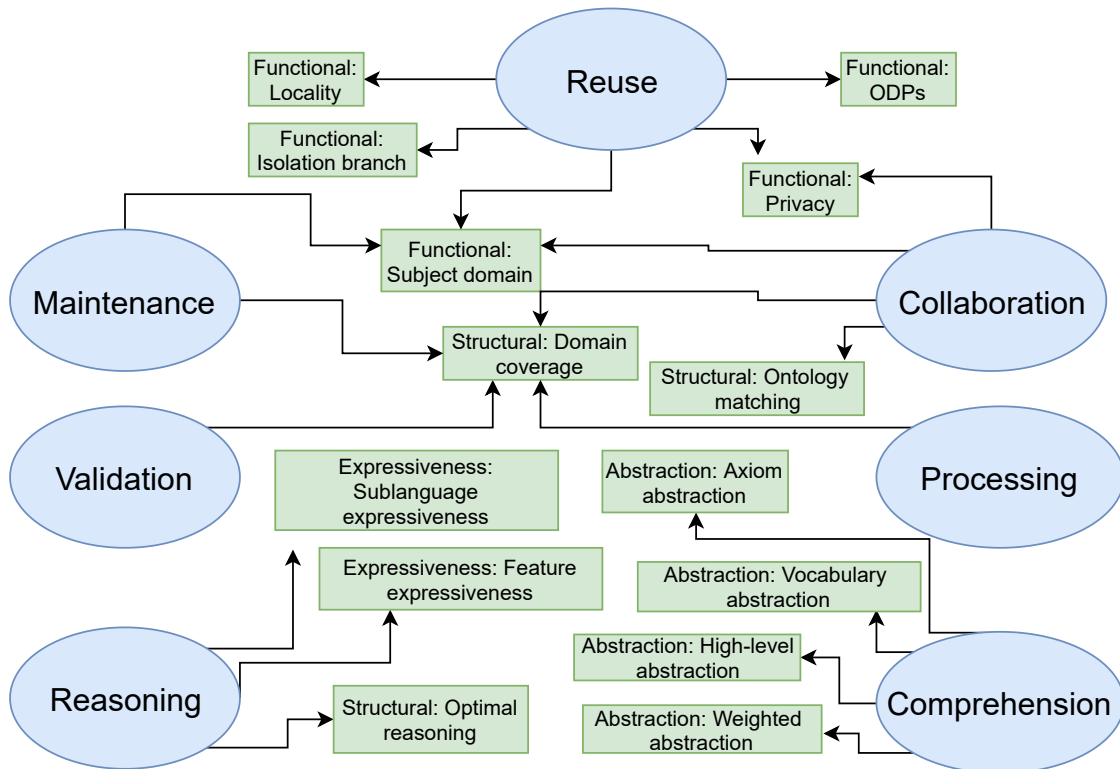 Functional:
Locality
Reuse
Functional:
ODPs
Functional:
Isolation branch
Functional:
Privacy
Maintenance
Functional:
Subject domain
Collaboration
Structural: Domain
coverage
Structural: Ontology
matching
Validation
Expressiveness:
Sublanguage
expressiveness
Abstraction: Axiom
abstraction
Processing
Expressiveness: Feature
expressiveness
Abstraction: Vocabulary
abstraction
Reasoning
Abstraction: High-level
abstraction
Comprehension
Structural: Optimal
reasoning
Abstraction: Weighted
abstraction